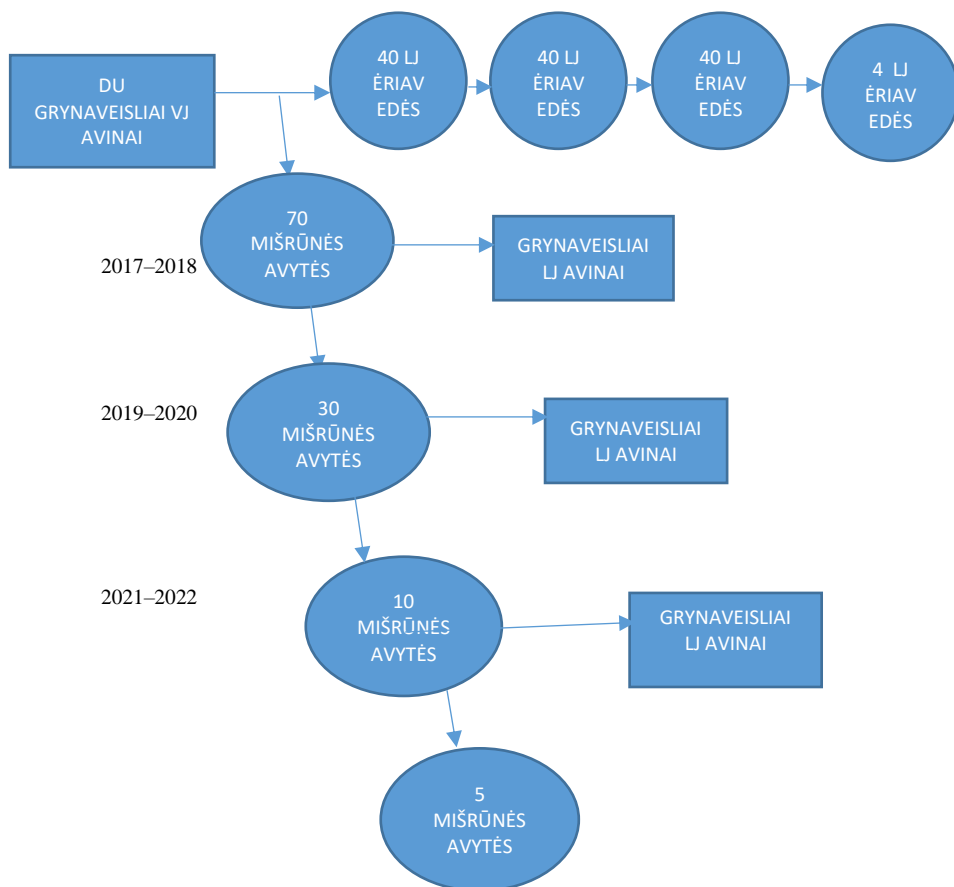 DU
GRYNAVEISLIAI VJ
AVINAI
40 LJ
ĖRIAV
EDĖS
40 LJ
ĖRIAV
EDĖS
40 LJ
ĖRIAV
EDĖS
4 LJ
ĖRIAV
EDĖS
70
MIŠRŪNĖS
AVYTĖS
GRYNAVEISLIAI
LJ AVINAI
2017–2018
30
MIŠRŪNĖS
AVYTĖS
GRYNAVEISLIAI
LJ AVINAI
2019–2020
10
MIŠRŪNĖS
AVYTĖS
GRYNAVEISLIAI
LJ AVINAI
2021–2022
5
MIŠRŪNĖS
AVYTĖS